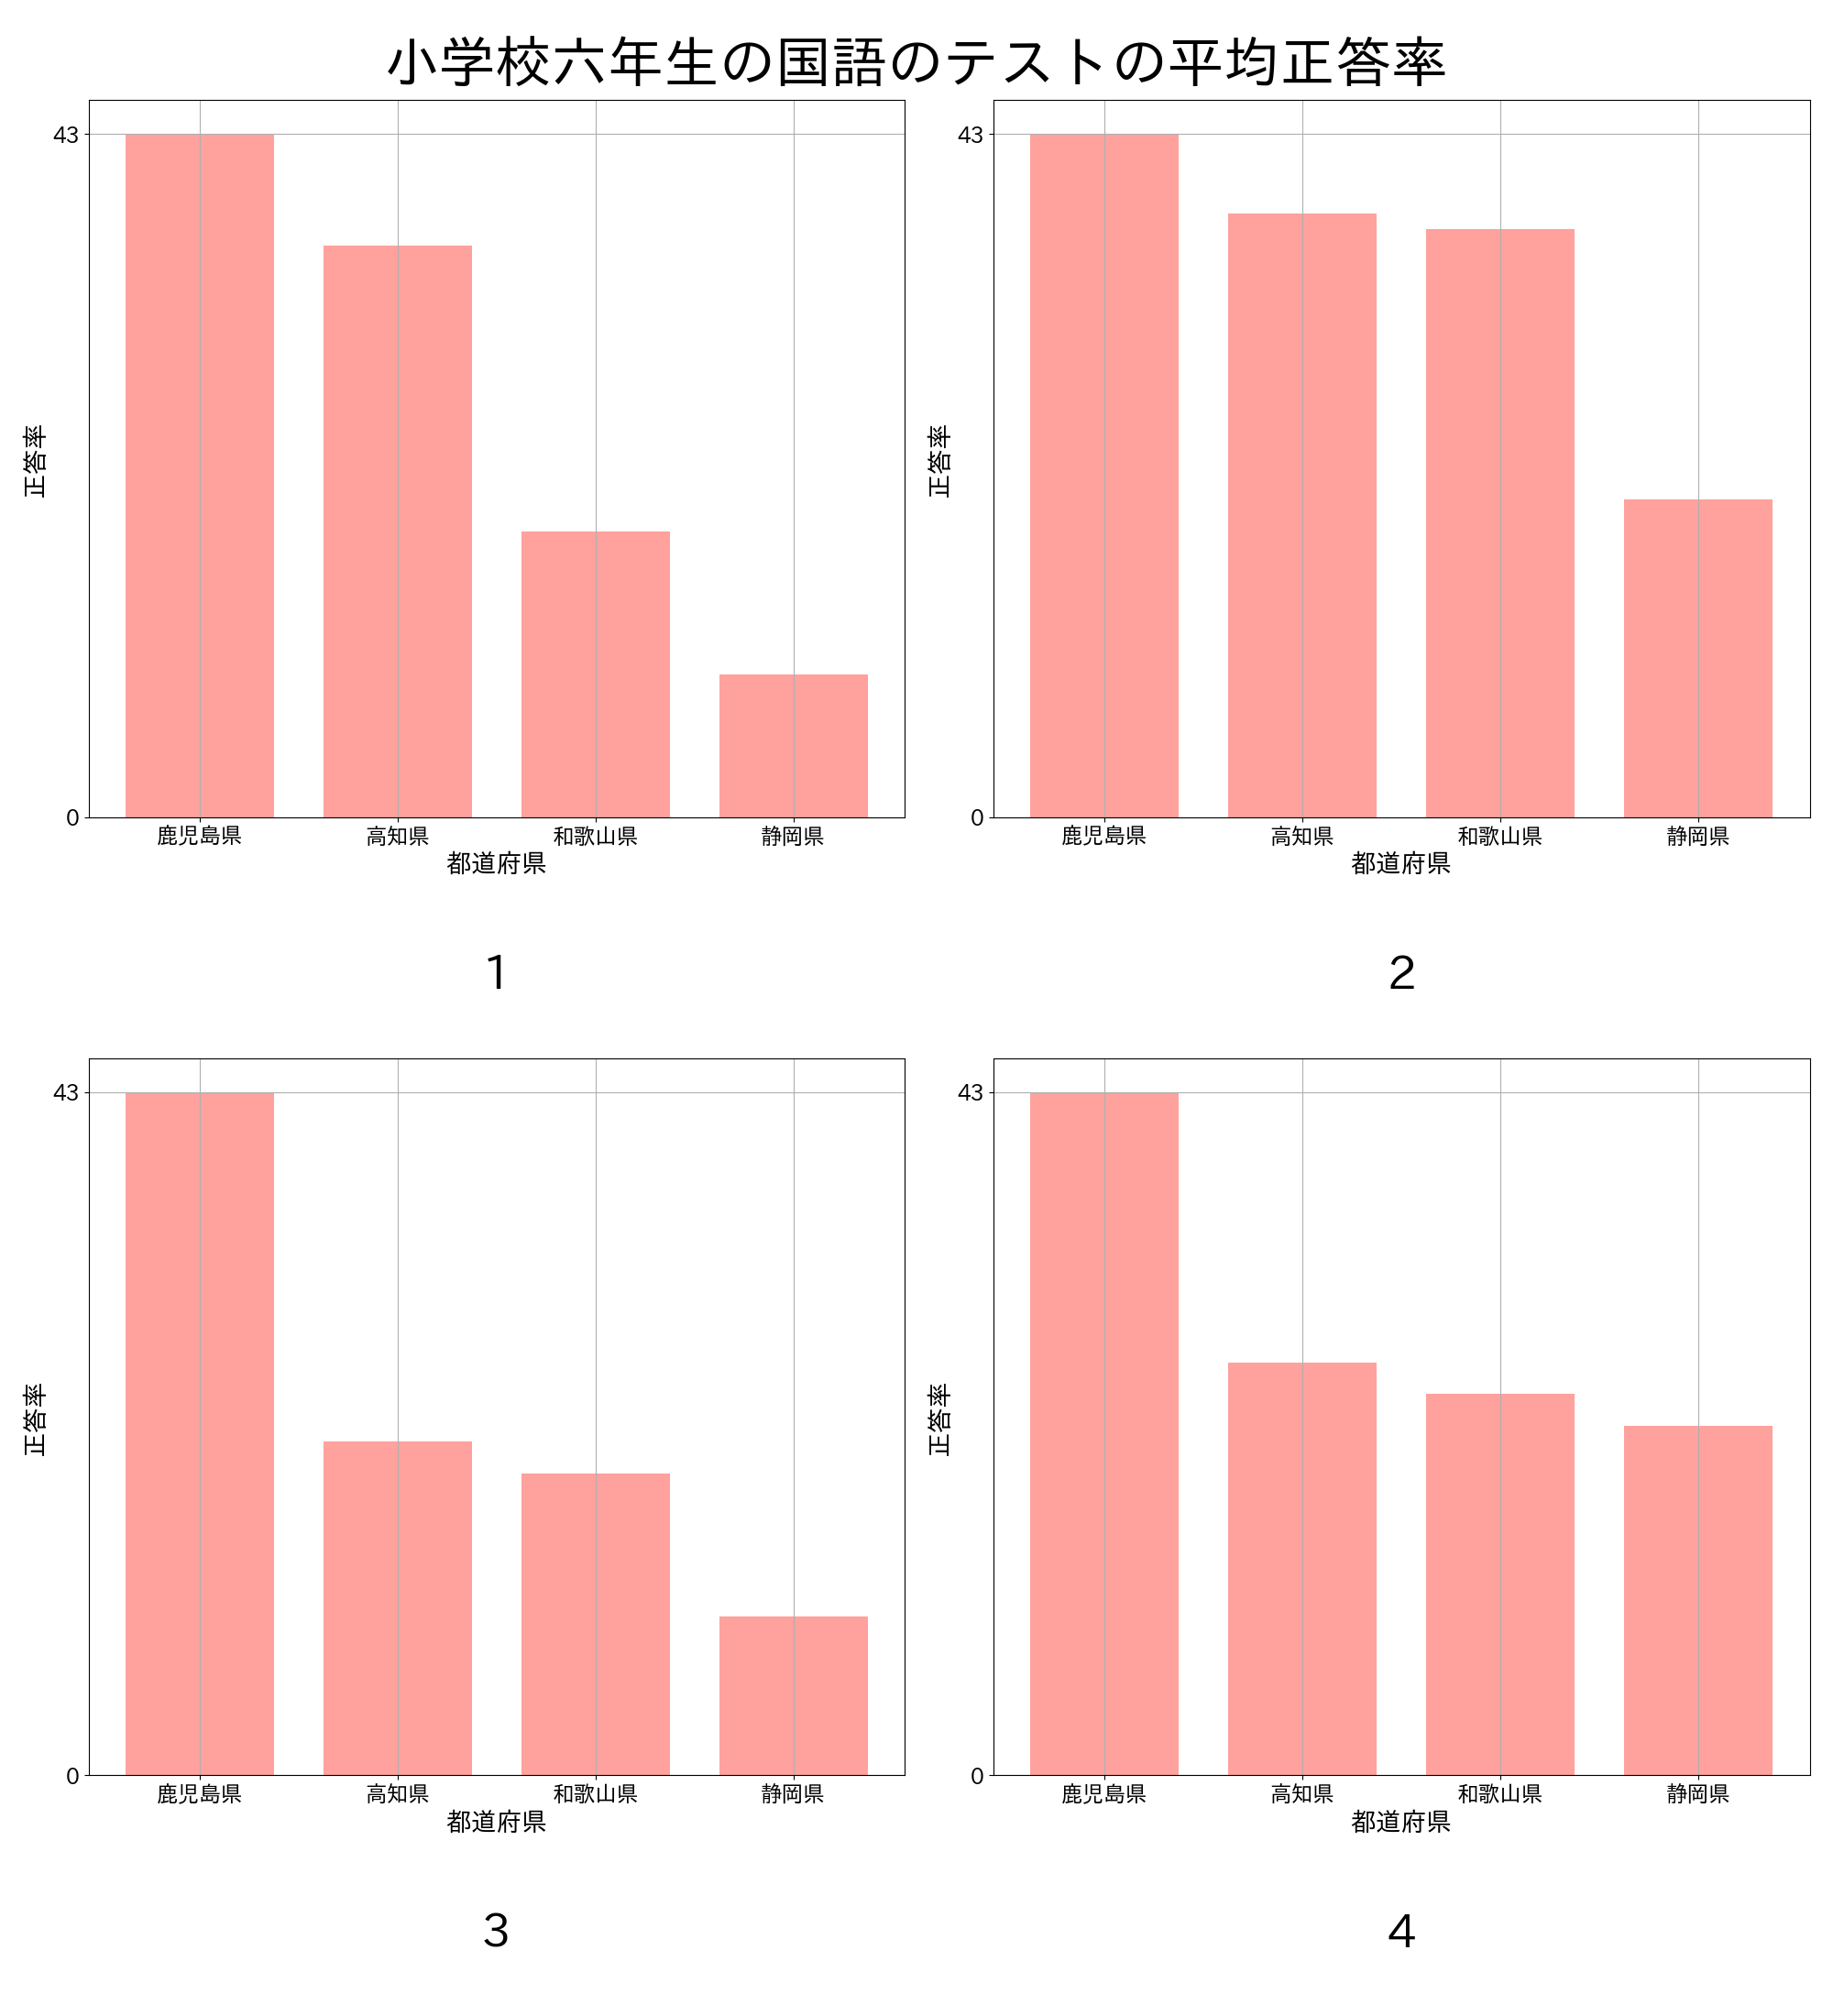 小学校六年生の国語のテストの平均正答率
43
0
正答率
鹿児島県 高知県 和歌山県 静岡県
都道府県
1
43
0
正答率
鹿児島県 高知県 和歌山県 静岡県
都道府県
2
43
0
正答率
鹿児島県 高知県 和歌山県 静岡県
都道府県
3
43
0
正答率
鹿児島県 高知県 和歌山県 静岡県
都道府県
4